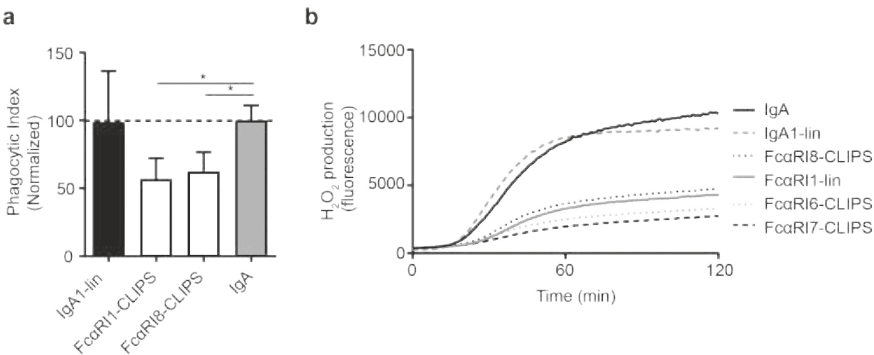 a
Phagocytic Index
(Normalized)
150
100
50
0
*
*
IgA1-lin
FcαRI1-CLIPS
FcαRI8-CLIPS
IgA
b
H2O2 production
(fluorescence)
15000
10000
5000
0
0
60
120
Time (min)
IgA
IgA1-lin
FcαRI8-CLIPS
FcαRI1-lin
FcαRI6-CLIPS
FcαRI7-CLIPS